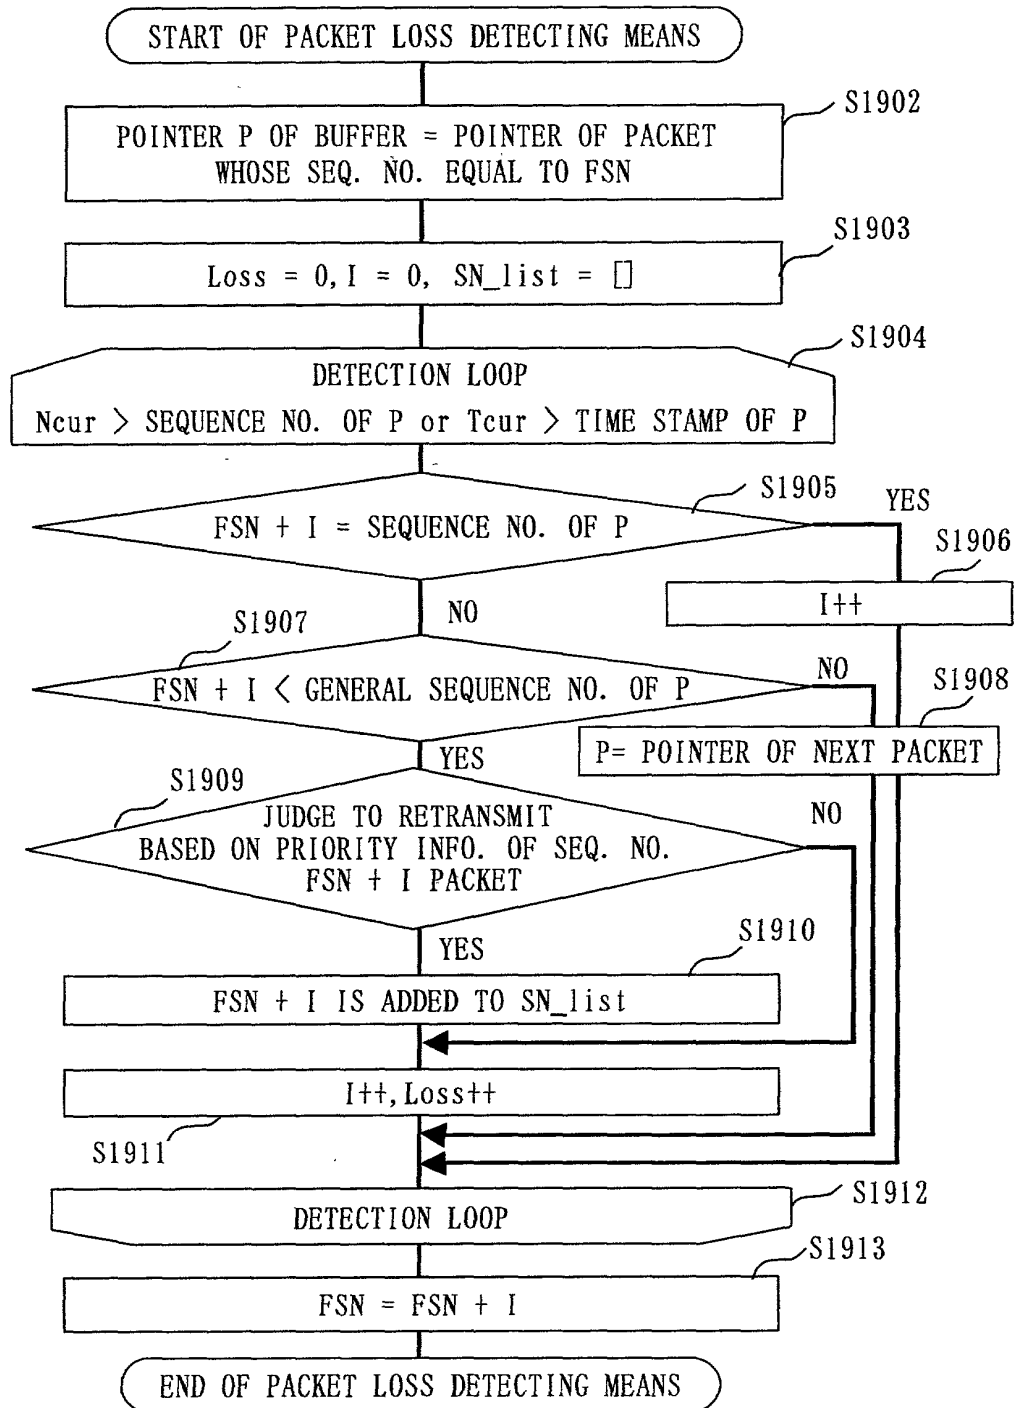 START OF PACKET LOSS DETECTING MEANS
S1902
POINTER P OF BUFFER = POINTER OF PACKET
WHOSE SEQ. NO. EQUAL TO FSN
S1903
Loss = 0, I = 0, SN_list = []
S1904
DETECTION LOOP
Ncur > SEQUENCE NO. OF P or Tcur > TIME STAMP OF P
S1905
YES
FSN + I = SEQUENCE NO. OF P
S1906
I++
NO
S1907
NO
FSN + I < GENERAL SEQUENCE NO. OF P
S1908
P= POINTER OF NEXT PACKET
YES
S1909
NO
JUDGE TO RETRANSMIT
BASED ON PRIORITY INFO. OF SEQ. NO.
FSN + I PACKET
YES
S1910
FSN + I IS ADDED TO SN_list
I++, Loss++
S1911
S1912
DETECTION LOOP
S1913
FSN = FSN + I
END OF PACKET LOSS DETECTING MEANS